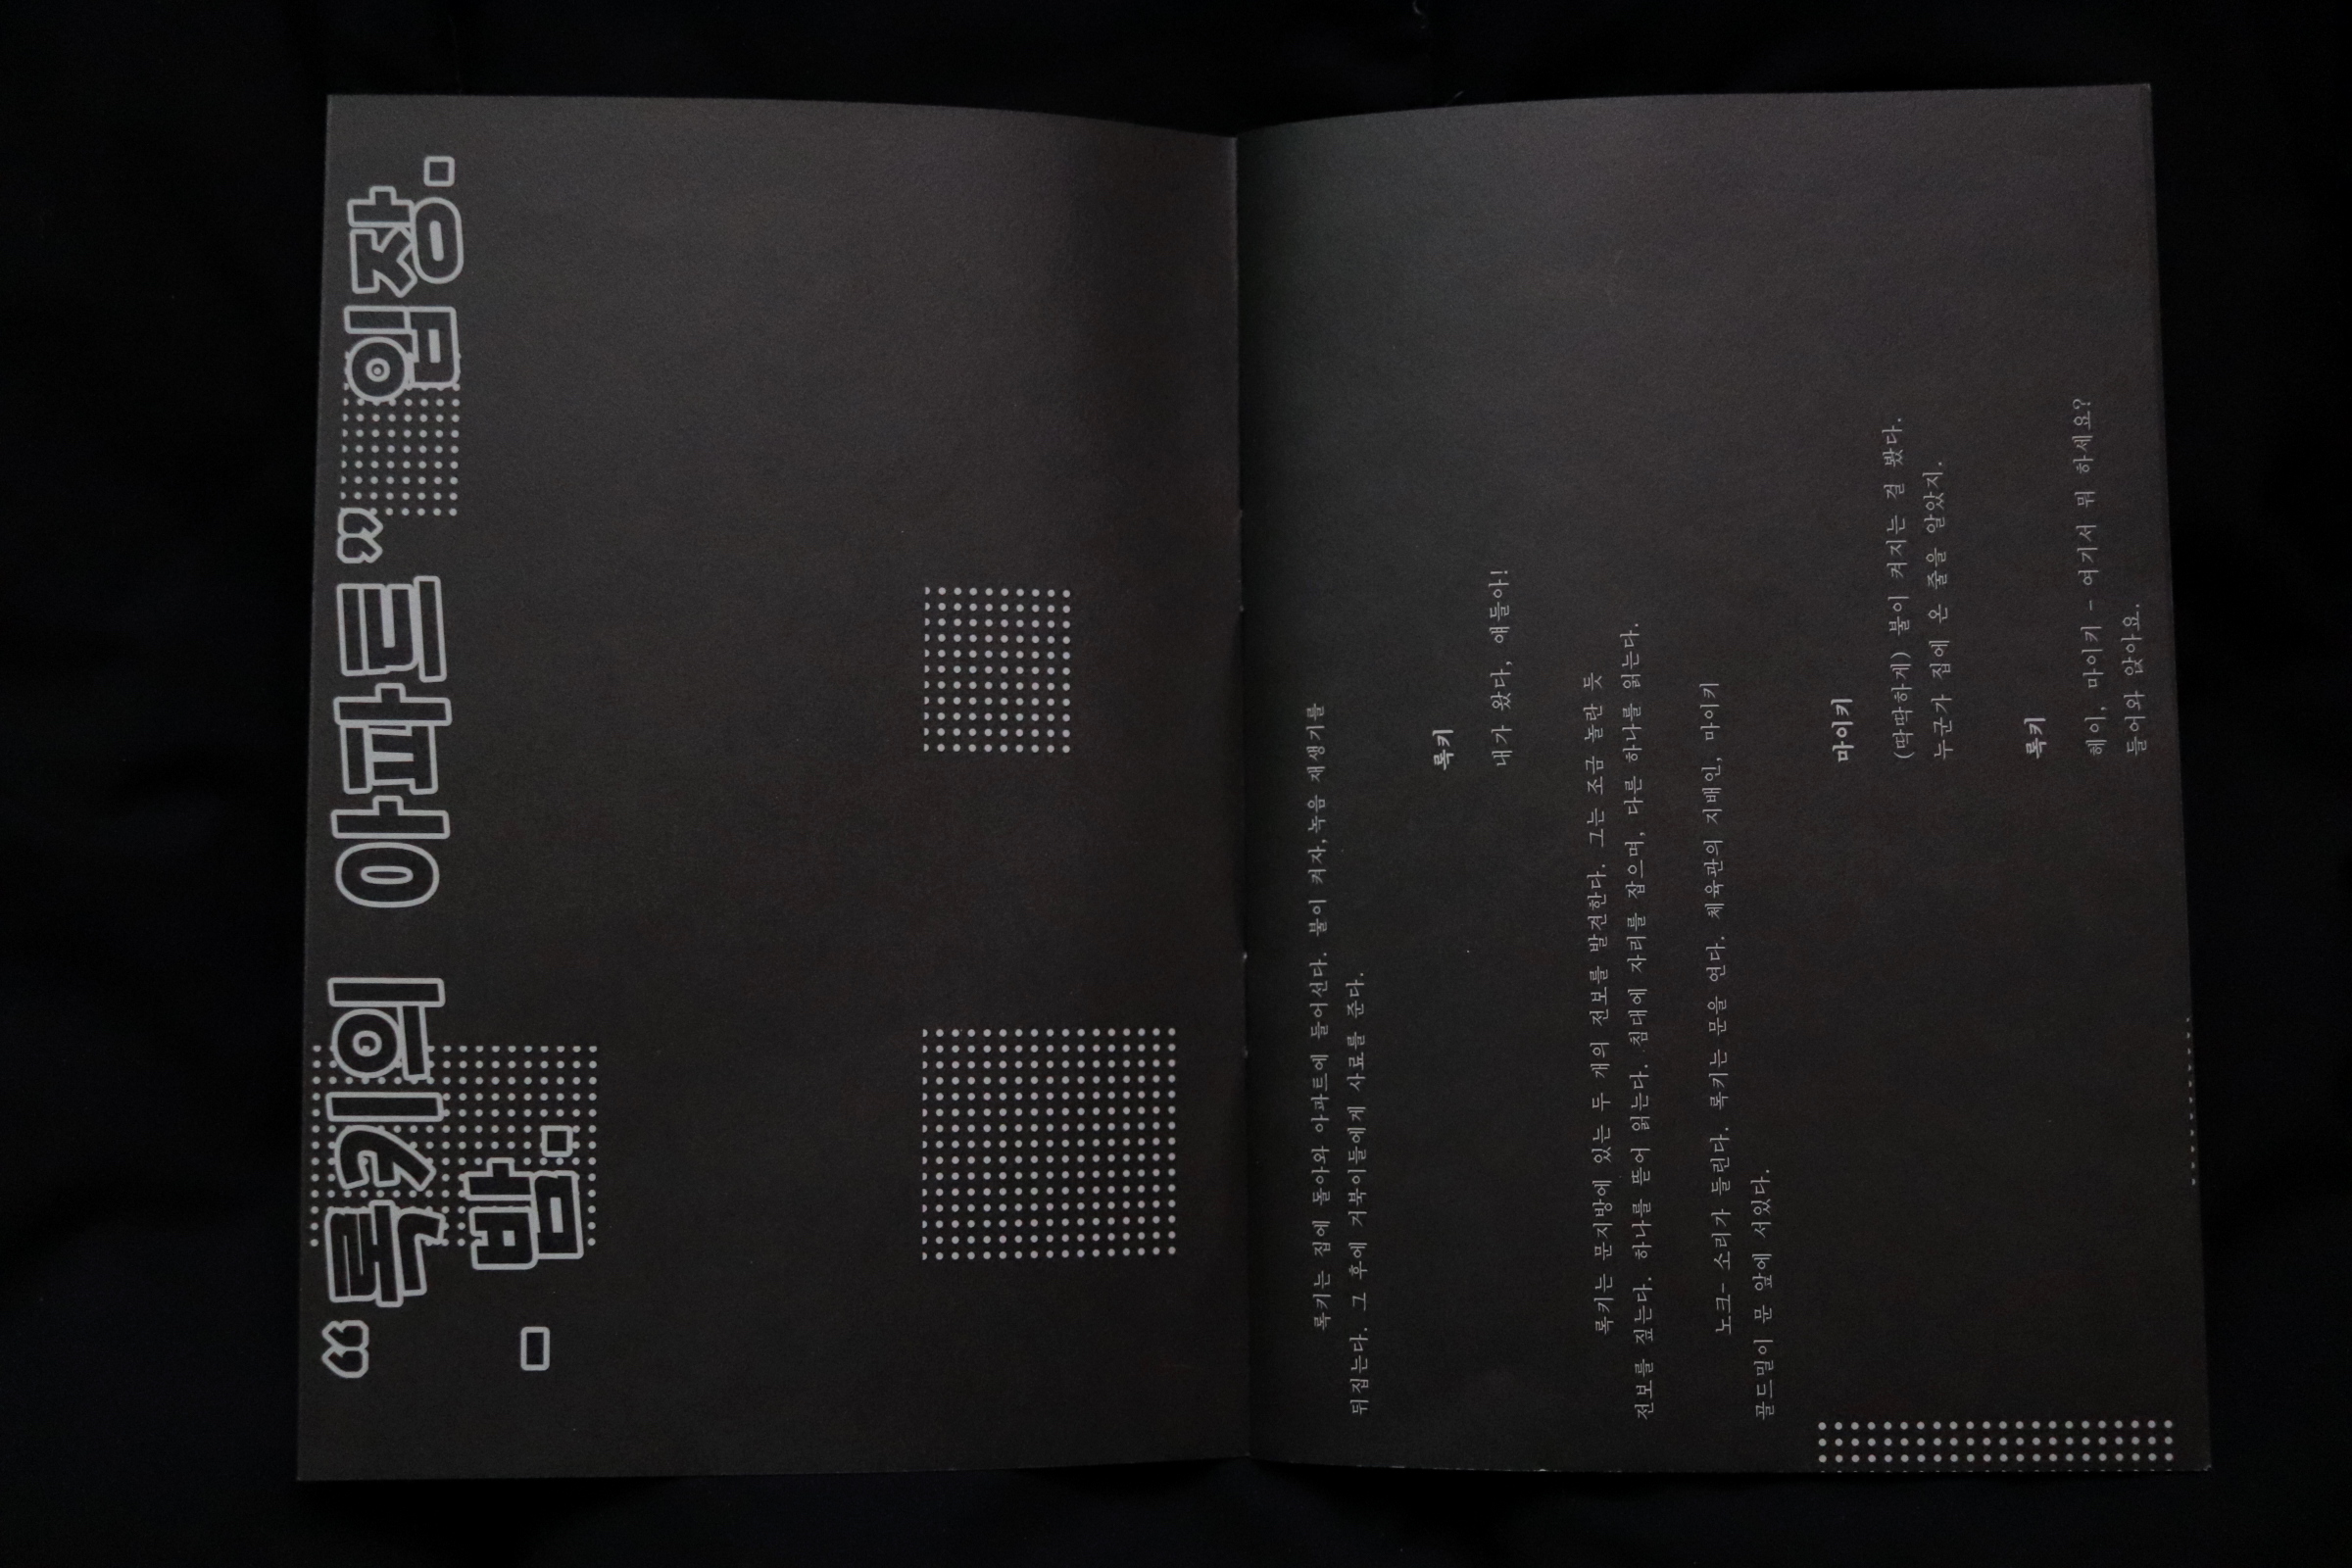 “록키의 아파트” 입장.
- 밤.
록키는 집에 돌아와 아파트에 들어선다. 불이 켜자, 녹음 재생기를
뒤집는다. 그 후에 거북이들에게 사료를 준다.
록키
내가 왔다, 얘들아!
록키는 문지방에 있는 두 개의 전보를 발견한다. 그는 조금 놀란 듯
전보를 짚는다. 하나를 뜯어 읽는다. 침대에 자리를 잡으며, 다른 하나를 읽는다.
노크- 소리가 들린다. 록키는 문을 연다. 체육관의 지배인, 마이키
골드밀이 문 앞에 서있다.
마이키
(딱딱하게) 불이 켜지는 걸 봤다.
누군가 집에 온 줄을 알았지.
록키
헤이, 마이키 - 여기서 뭐 하세요?
들어와 앉아요.